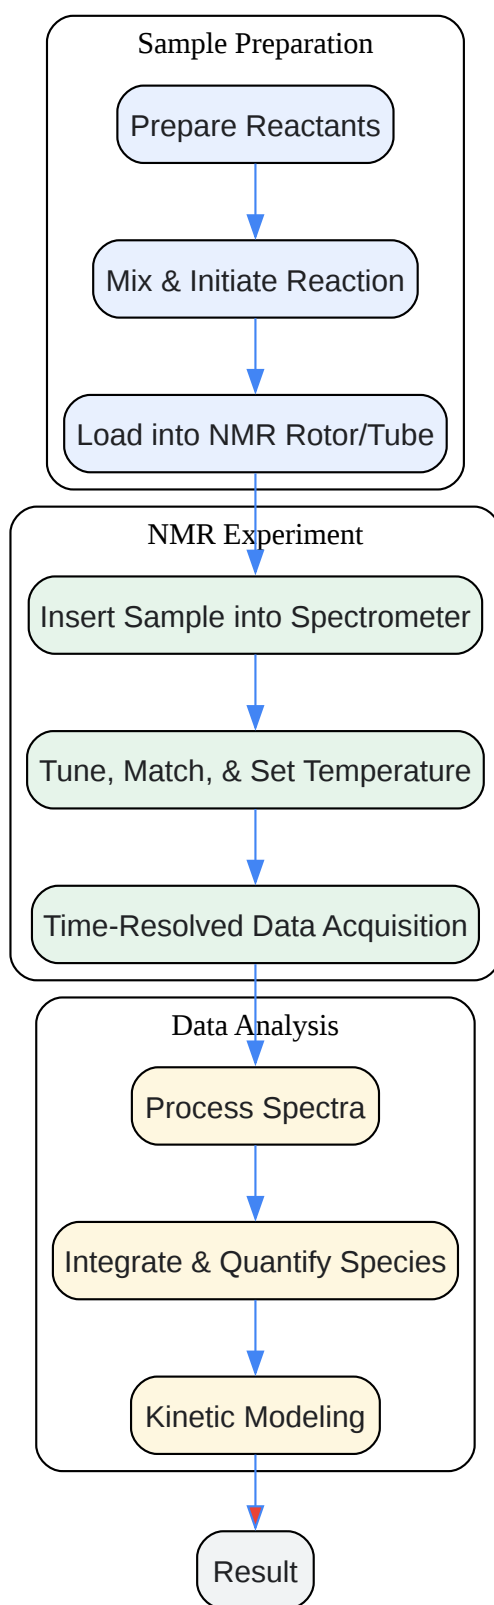 Sample Preparation
Prepare Reactants
Mix & Initiate Reaction
Load into NMR Rotor/Tube
NMR Experiment
Insert Sample into Spectrometer
Tune, Match, & Set Temperature
Time-Resolved Data Acquisition
Data Analysis
Process Spectra
Integrate & Quantify Species
Kinetic Modeling
Result